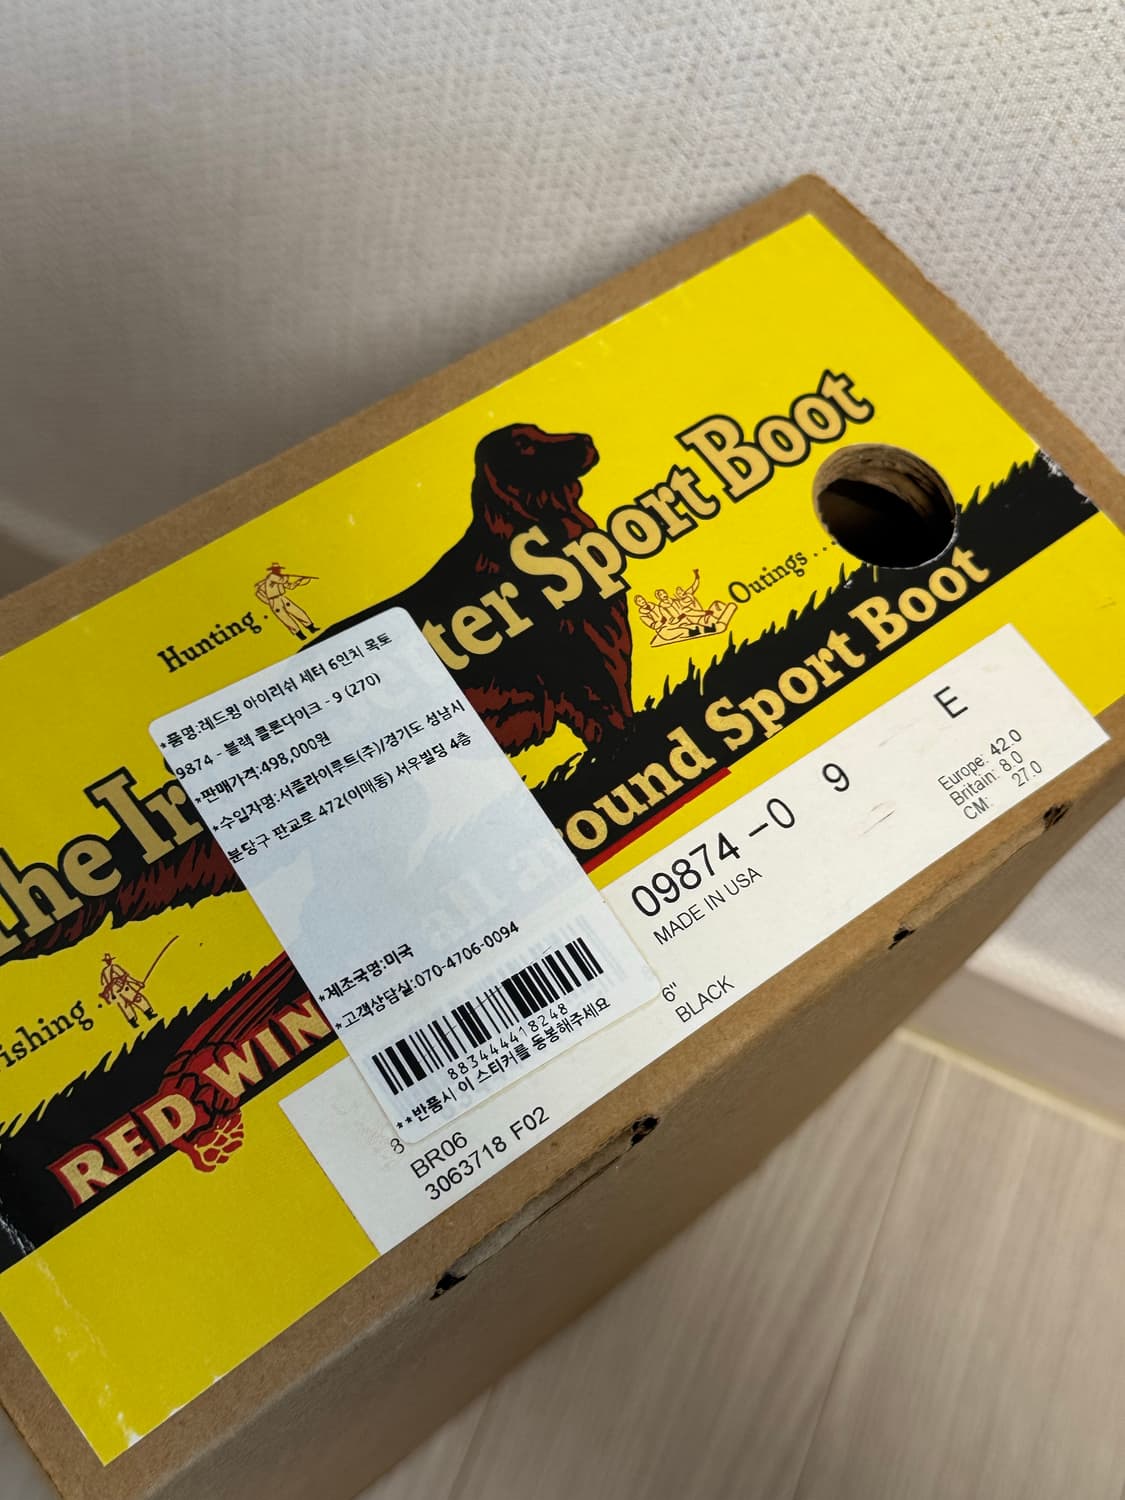 The Ir
ter Sport Boot
Hunting .
Outings ...
ishing .
RED WIN
ound Sport Boot
*품명:레드윙 아이리쉬 세터 6인치 목토
9874 - 블랙 클론다이크 - 9 (270)
*판매가격:498,000원
*수입자명:서플라이루트(주)/경기도 성남시
분당구 판교로 472(이매동) 서우빌딩 4층
*제조국명:미국
*고객상담실:070-4706-0094
8834444418248
**반품시 이 스티커를 동봉해주세요
09874-0 9 E
MADE IN USA
Europe: 42.0
Britain: 8.0
CM: 27.0
6"
BLACK
8
BR06
3063718 F02